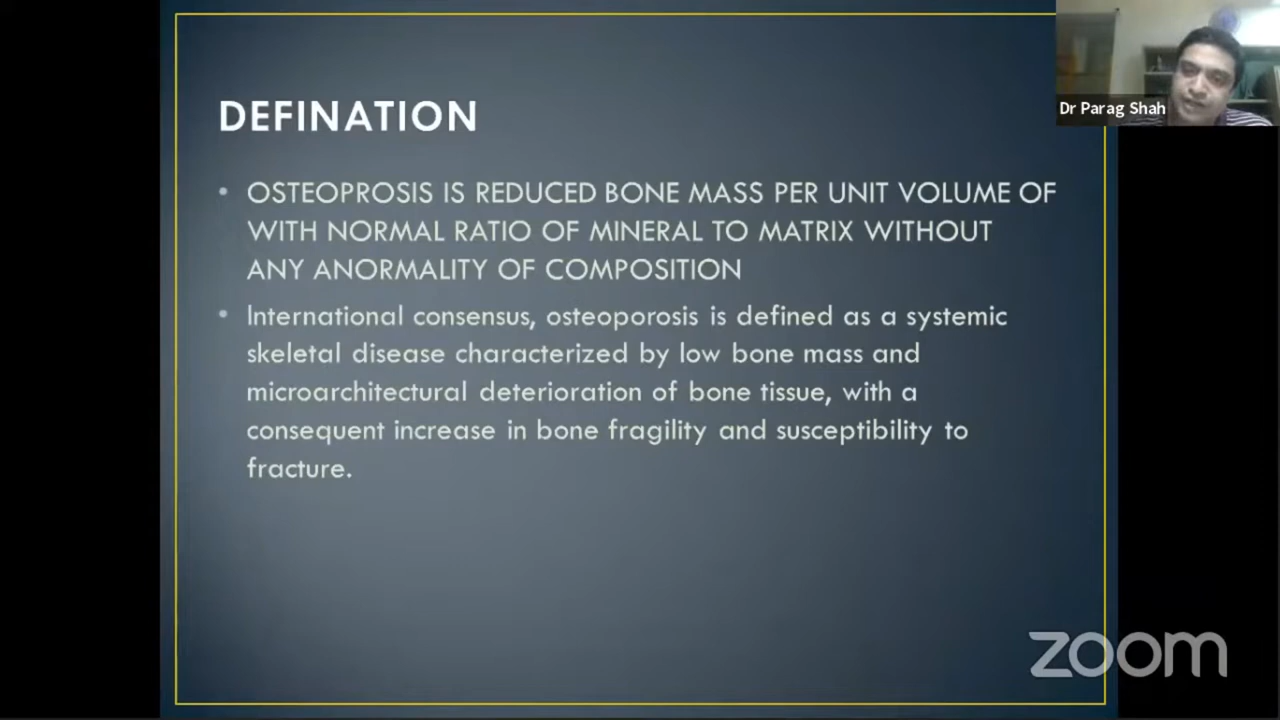 DEFINATION
• OSTEOPROSIS IS REDUCED BONE MASS PER UNIT VOLUME OF
WITH NORMAL RATIO OF MINERAL TO MATRIX WITHOUT
ANY ANORMALITY OF COMPOSITION
• International consensus, osteoporosis is defined as a systemic
skeletal disease characterized by low bone mass and
microarchitectural deterioration of bone tissue, with a
consequent increase in bone fragility and susceptibility to
fracture.
Dr Parag Shah
zoom